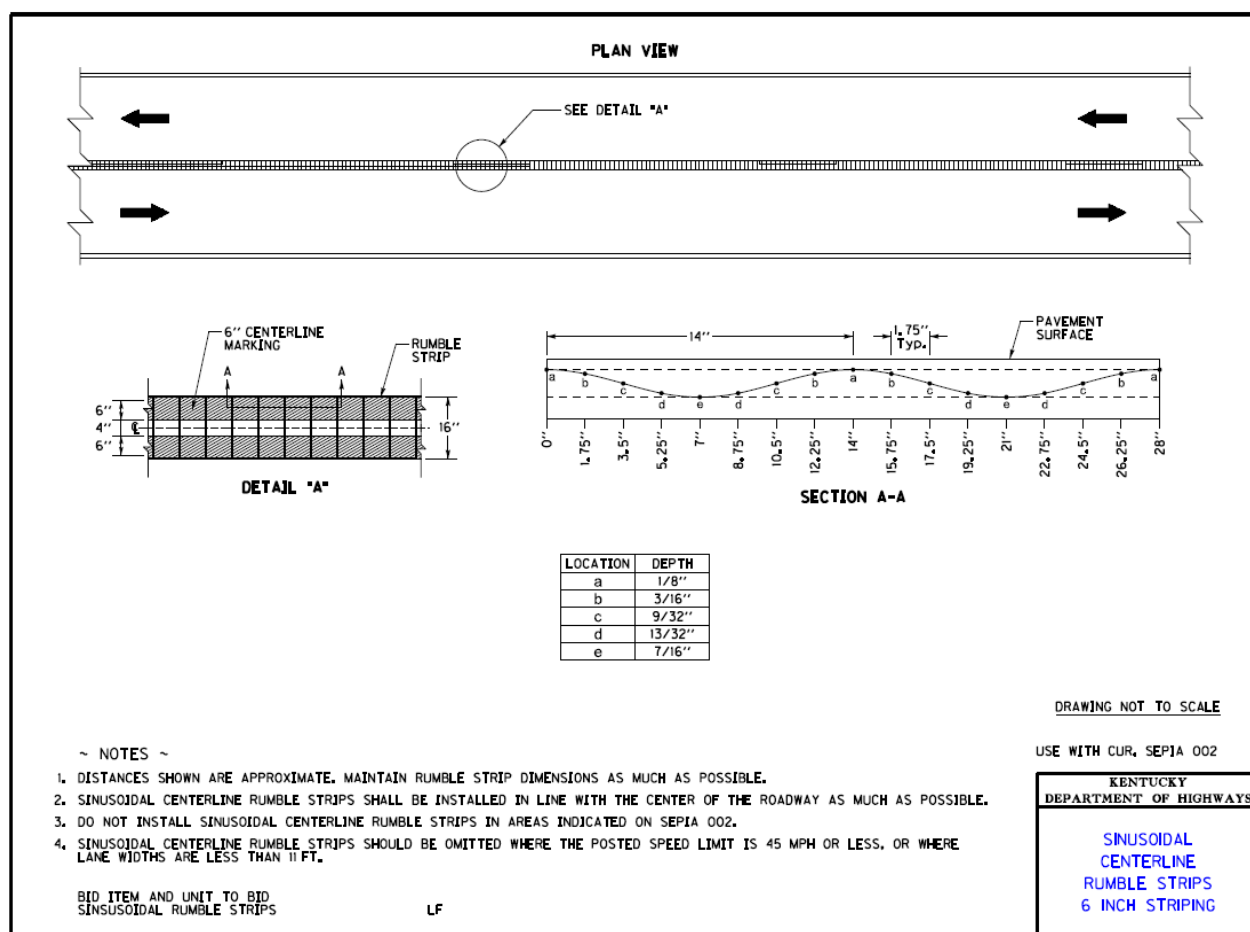 PLAN VIEW
SEE DETAIL "A"
6" CENTERLINE
MARKING
RUMBLE
STRIP
A
A
6"
4"
6"
℄
16"
DETAIL "A"
14"
1.75"
Typ.
PAVEMENT
SURFACE
a
b
c
d
e
d
c
b
a
b
c
d
e
d
c
b
a
0"
1.75"
3.5"
5.25"
7"
8.75"
10.5"
12.25"
14"
15.75"
17.5"
19.25"
21"
22.75"
24.5"
26.25"
28"
SECTION A-A
LOCATION DEPTH
a 1/8"
b 3/16"
c 9/32"
d 13/32"
e 7/16"
DRAWING NOT TO SCALE
~ NOTES ~
USE WITH CUR. SEPIA 002
1. DISTANCES SHOWN ARE APPROXIMATE. MAINTAIN RUMBLE STRIP DIMENSIONS AS MUCH AS POSSIBLE.
2. SINUSOIDAL CENTERLINE RUMBLE STRIPS SHALL BE INSTALLED IN LINE WITH THE CENTER OF THE ROADWAY AS MUCH AS POSSIBLE.
3. DO NOT INSTALL SINUSOIDAL CENTERLINE RUMBLE STRIPS IN AREAS INDICATED ON SEPIA 002.
4. SINUSOIDAL CENTERLINE RUMBLE STRIPS SHOULD BE OMITTED WHERE THE POSTED SPEED LIMIT IS 45 MPH OR LESS, OR WHERE
LANE WIDTHS ARE LESS THAN 11 FT.
BID ITEM AND UNIT TO BID
SINSUSOIDAL RUMBLE STRIPS LF
KENTUCKY
DEPARTMENT OF HIGHWAYS
SINUSOIDAL
CENTERLINE
RUMBLE STRIPS
6 INCH STRIPING